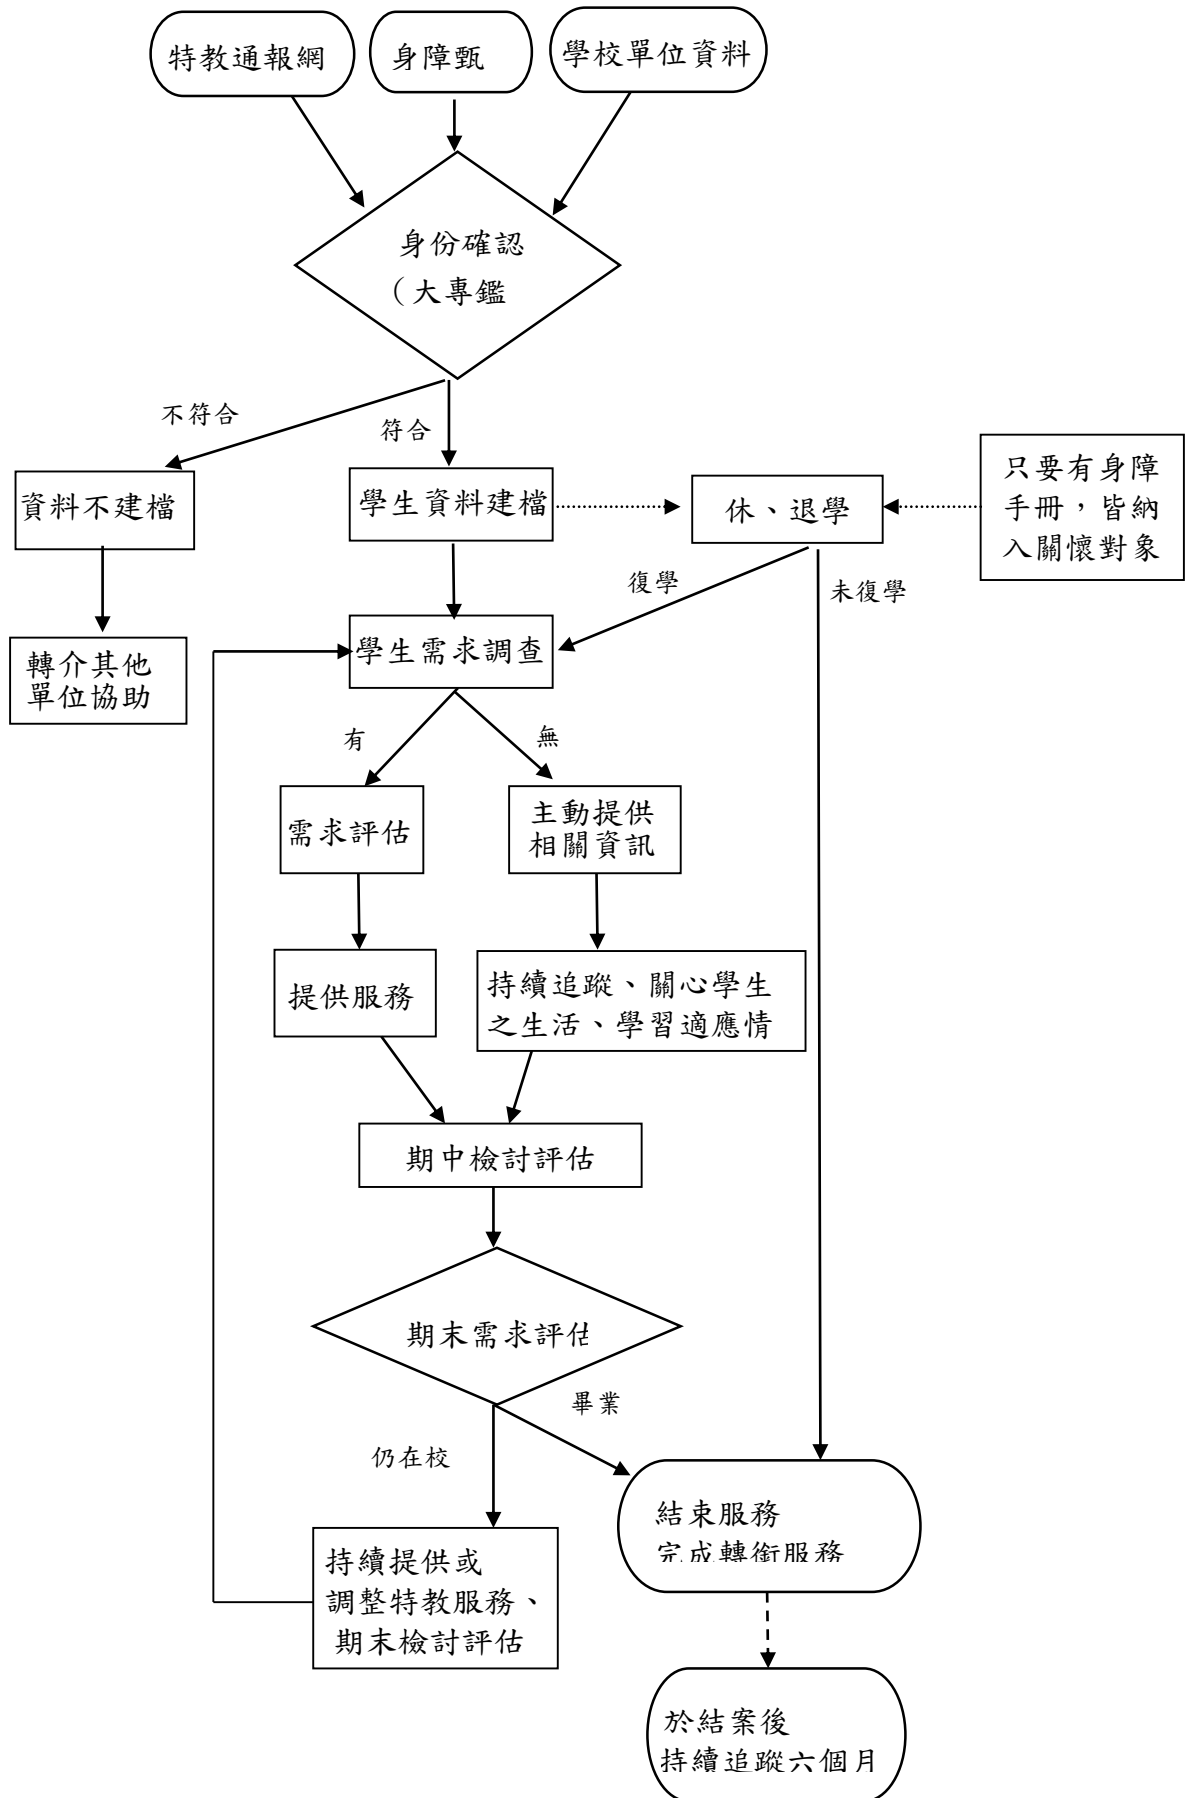 特教通報網
身障甄
學校單位資料
身份確認
（大專鑑
不符合
符合
資料不建檔
學生資料建檔
休、退學
只要有身障
手冊，皆納
入關懷對象
復學
未復學
轉介其他
單位協助
學生需求調查
有
無
需求評估
主動提供
相關資訊
提供服務
持續追蹤、關心學生
之生活、學習適應情
期中檢討評估
期末需求評估
畢業
仍在校
結束服務
完成轉銜服務
持續提供或
調整特教服務、
期末檢討評估
於結案後
持續追蹤六個月